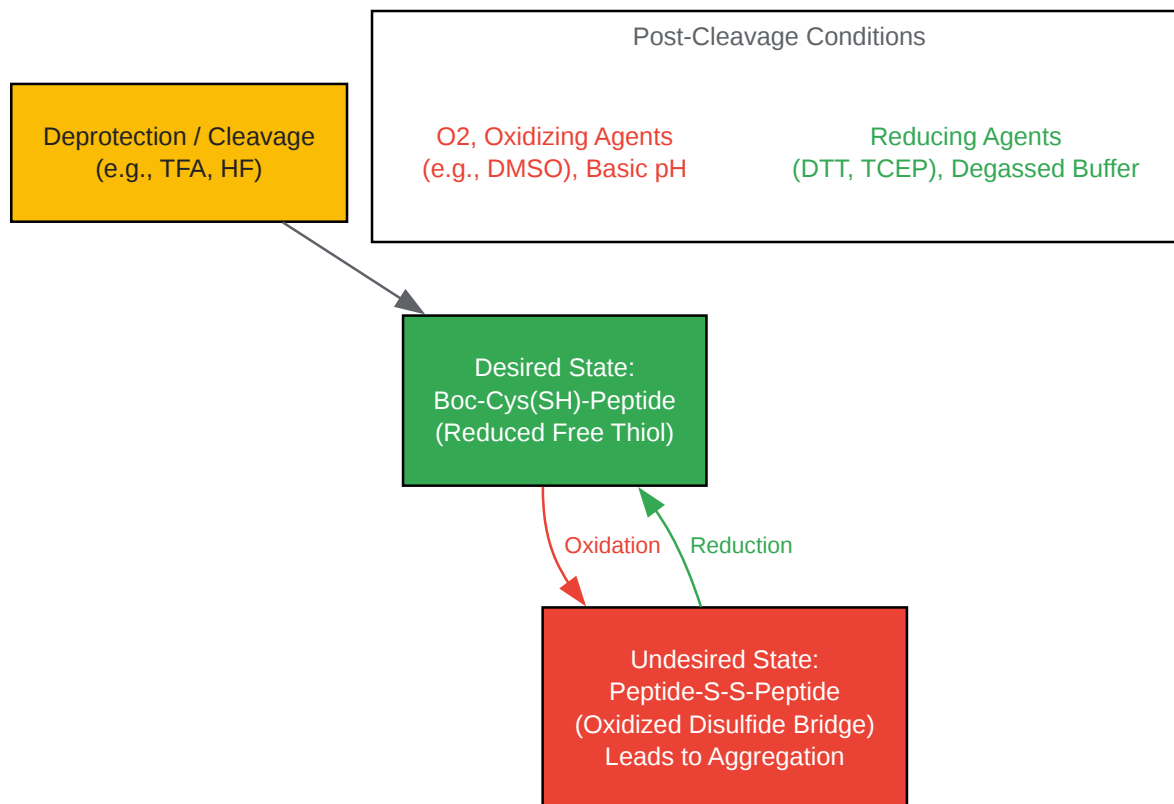 Post-Cleavage Conditions
Deprotection / Cleavage
(e.g., TFA, HF)
O2, Oxidizing Agents
(e.g., DMSO), Basic pH
Reducing Agents
(DTT, TCEP), Degassed Buffer
Desired State:
Boc-Cys(SH)-Peptide
(Reduced Free Thiol)
Oxidation
Reduction
Undesired State:
Peptide-S-S-Peptide
(Oxidized Disulfide Bridge)
Leads to Aggregation